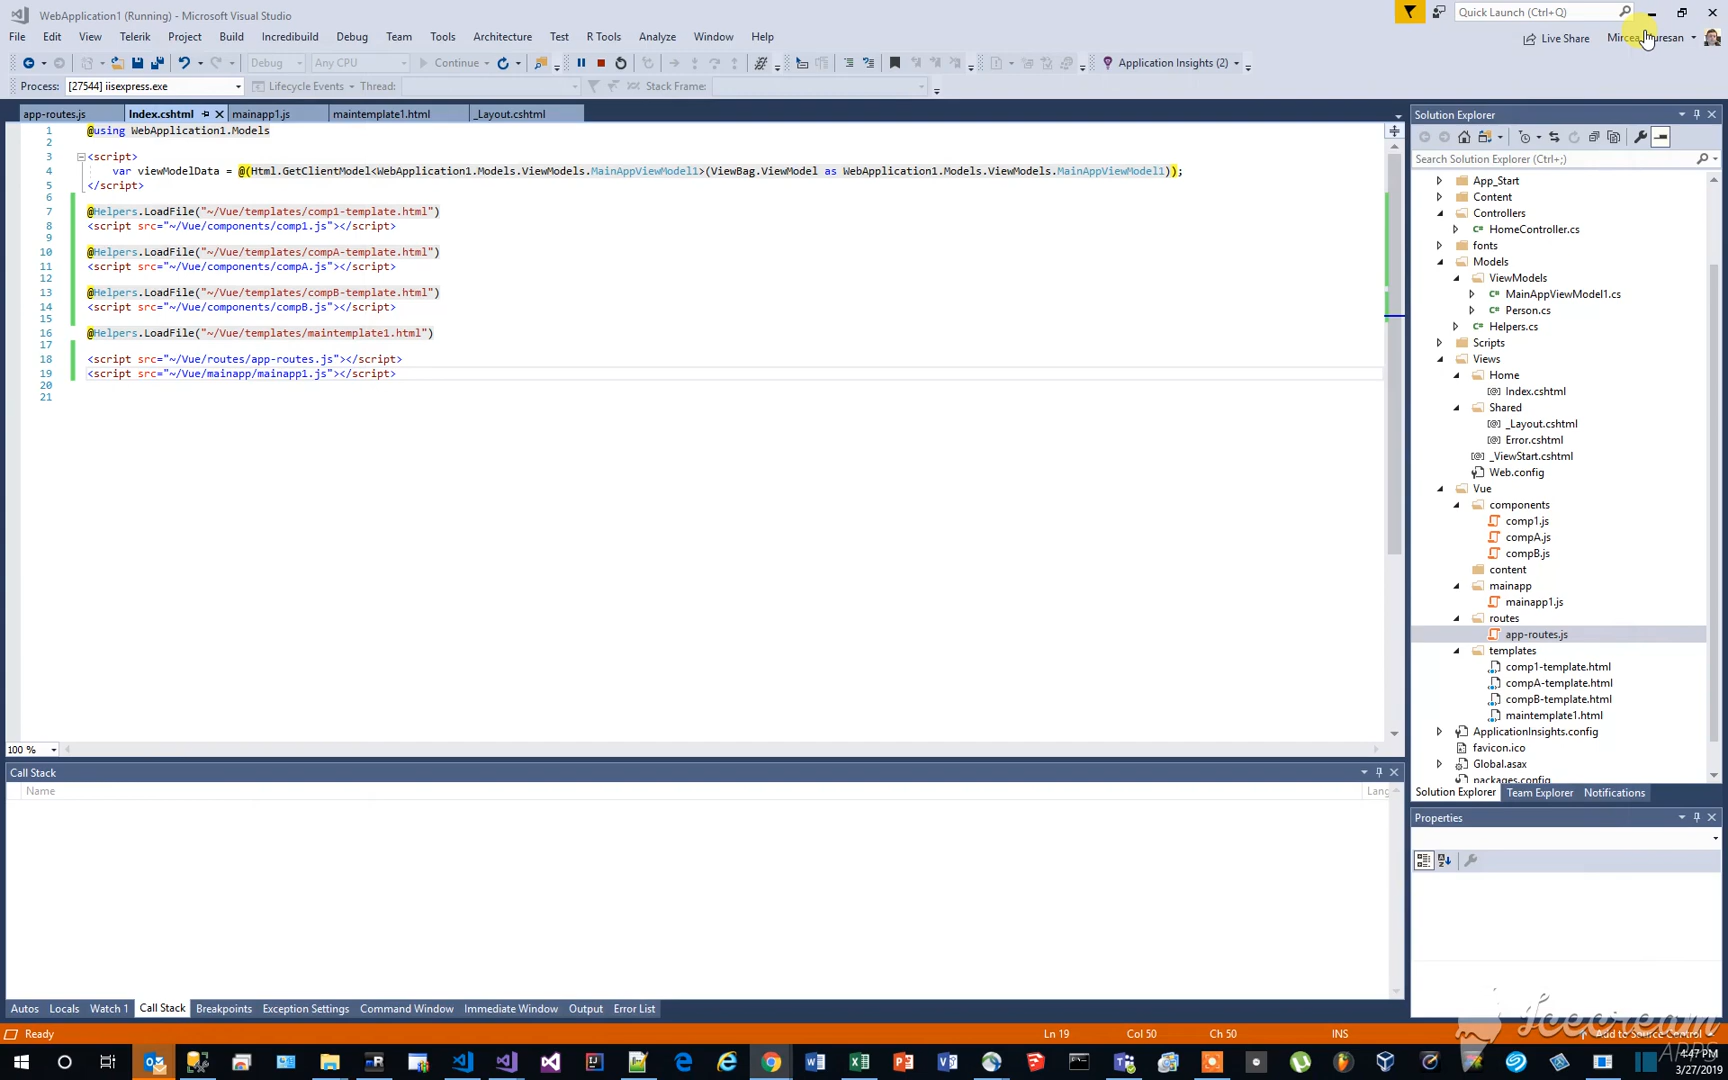 WebApplication1 (Running) - Microsoft Visual Studio
Quick Launch (Ctrl+Q)
File Edit View Telerik Project Build Incredibuild Debug Team Tools Architecture Test R Tools Analyze Window Help
Live Share
Debug Any CPU Continue Application Insights (2)
Process: [27544] iisexpress.exe Lifecycle Events Thread: Stack Frame:
app-routes.js Index.cshtml mainapp1.js maintemplate1.html _Layout.cshtml
1 @using WebApplication1.Models
2
3 <script>
4 var viewModelData = @(Html.GetClientModel<WebApplication1.Models.ViewModels.MainAppViewModel1>(ViewBag.ViewModel as WebApplication1.Models.ViewModels.MainAppViewModel1));
5 </script>
6
7 @Helpers.LoadFile("~/Vue/templates/comp1-template.html")
8 <script src="~/Vue/components/comp1.js"></script>
9
10 @Helpers.LoadFile("~/Vue/templates/compA-template.html")
11 <script src="~/Vue/components/compA.js"></script>
12
13 @Helpers.LoadFile("~/Vue/templates/compB-template.html")
14 <script src="~/Vue/components/compB.js"></script>
15
16 @Helpers.LoadFile("~/Vue/templates/maintemplate1.html")
17
18 <script src="~/Vue/routes/app-routes.js"></script>
19 <script src="~/Vue/mainapp/mainapp1.js"></script>
20
21
100 %
Call Stack
Name Lang
Autos Locals Watch 1 Call Stack Breakpoints Exception Settings Command Window Immediate Window Output Error List
Solution Explorer
Search Solution Explorer (Ctrl+;)
App_Start
Content
Controllers
HomeController.cs
fonts
Models
ViewModels
MainAppViewModel1.cs
Person.cs
Helpers.cs
Scripts
Views
Home
Index.cshtml
Shared
_Layout.cshtml
Error.cshtml
_ViewStart.cshtml
Web.config
Vue
components
comp1.js
compA.js
compB.js
content
mainapp
mainapp1.js
routes
app-routes.js
templates
comp1-template.html
compA-template.html
compB-template.html
maintemplate1.html
ApplicationInsights.config
favicon.ico
Global.asax
packages.config
Solution Explorer Team Explorer Notifications
Properties
Ready Ln 19 Col 50 Ch 50 INS Add to Source Control
Icecream
APPS
4:47 PM
3/27/2019